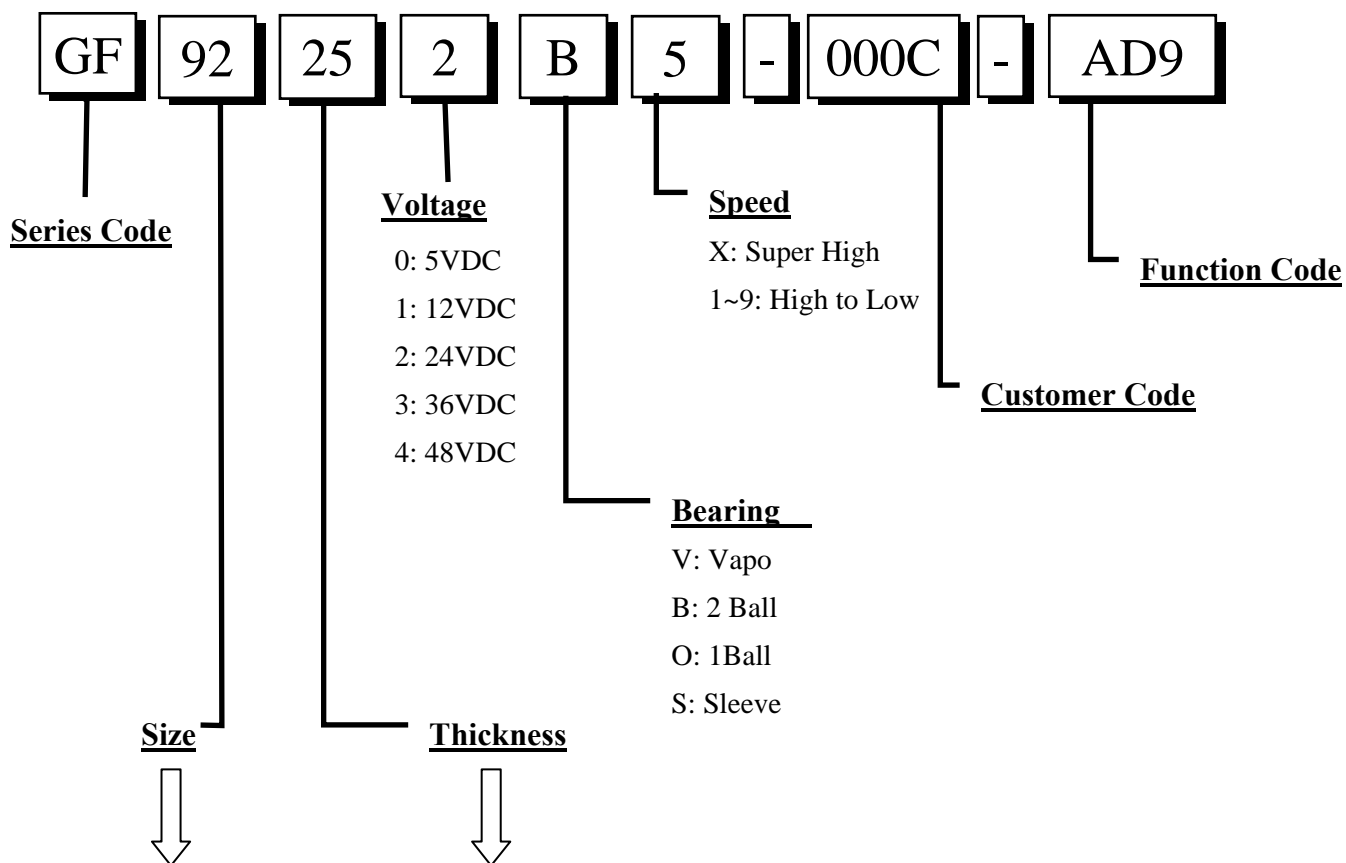 GF 92 25 2 B 5 - 000C - AD9
Series Code
Voltage
0: 5VDC
1: 12VDC
2: 24VDC
3: 36VDC
4: 48VDC
Speed
X: Super High
1~9: High to Low
Function Code
Customer Code
Bearing
V: Vapo
B: 2 Ball
O: 1Ball
S: Sleeve
Size
Thickness